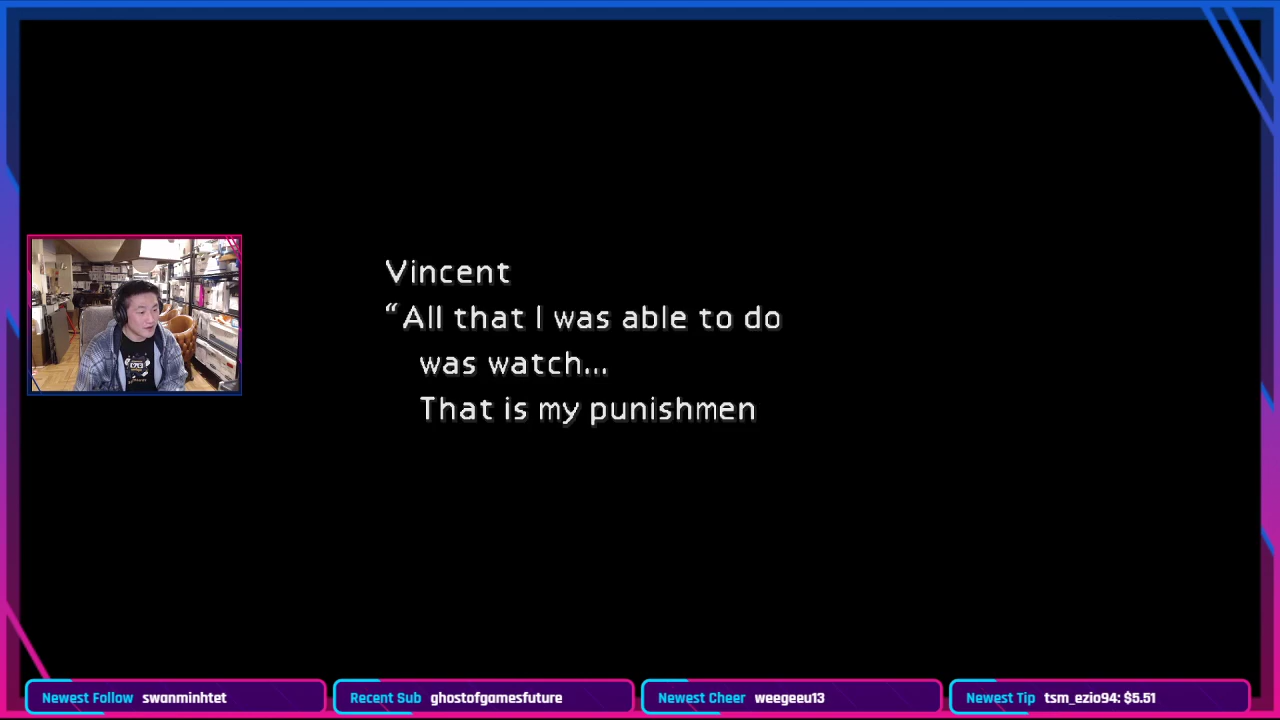 Vincent
“All that I was able to do
was watch...
That is my punishmen
Newest Follow swanminhtet
Recent Sub ghostofgamesfuture
Newest Cheer weegeeu13
Newest Tip tsm_ezio94: $5.51